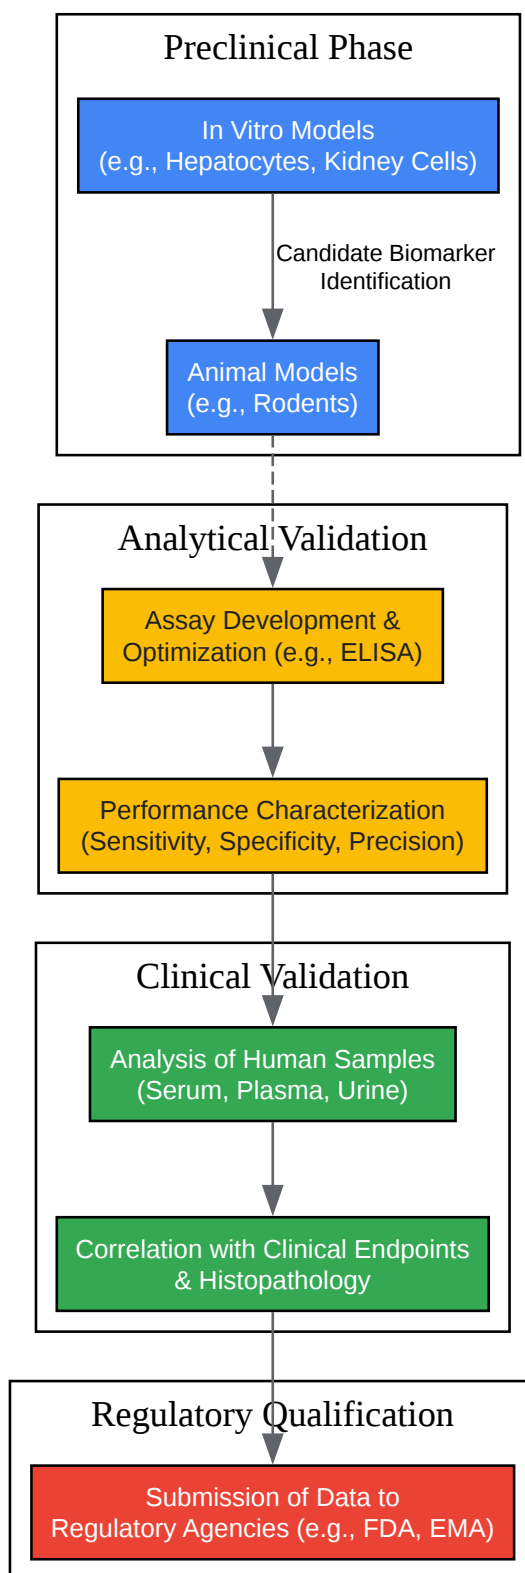 Preclinical Phase
In Vitro Models
(e.g., Hepatocytes, Kidney Cells)
Candidate Biomarker
Identification
Animal Models
(e.g., Rodents)
Analytical Validation
Assay Development &
Optimization (e.g., ELISA)
Performance Characterization
(Sensitivity, Specificity, Precision)
Clinical Validation
Analysis of Human Samples
(Serum, Plasma, Urine)
Correlation with Clinical Endpoints
& Histopathology
Regulatory Qualification
Submission of Data to
Regulatory Agencies (e.g., FDA, EMA)